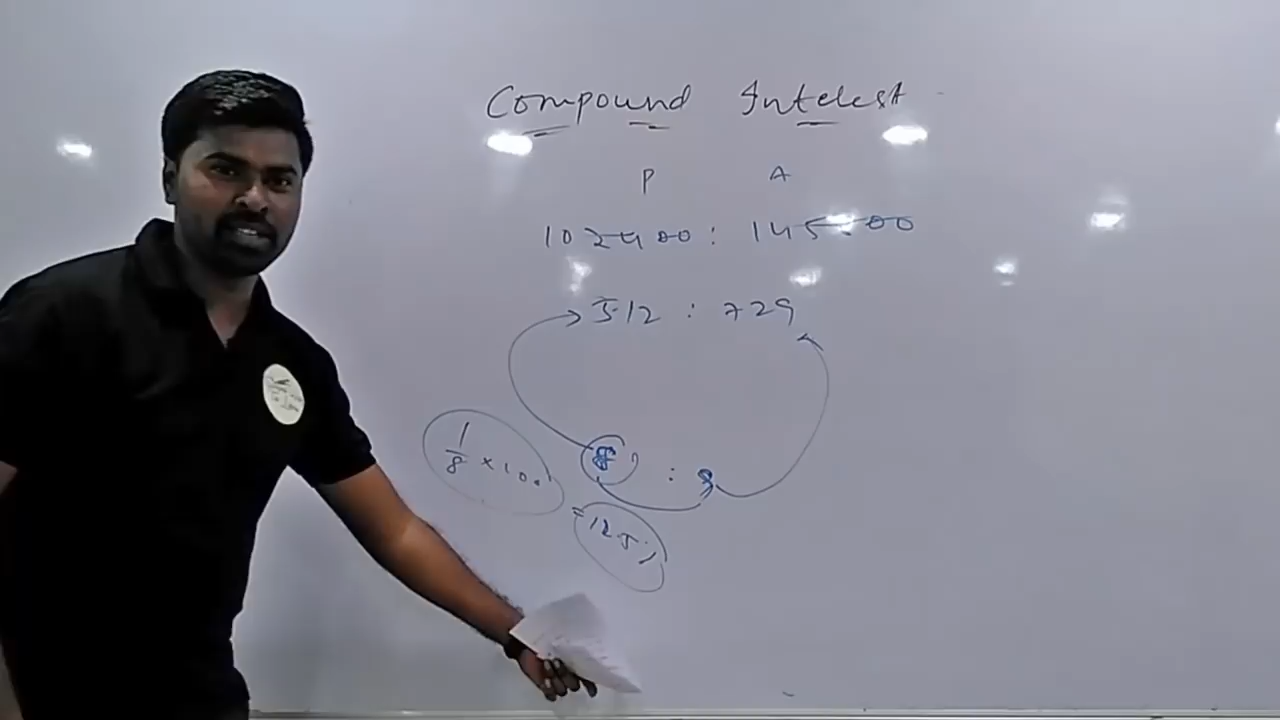 Compound Interest
P A
102400 : 145800
512 : 729
8 : 9
1/8 × 100
= 12.5%